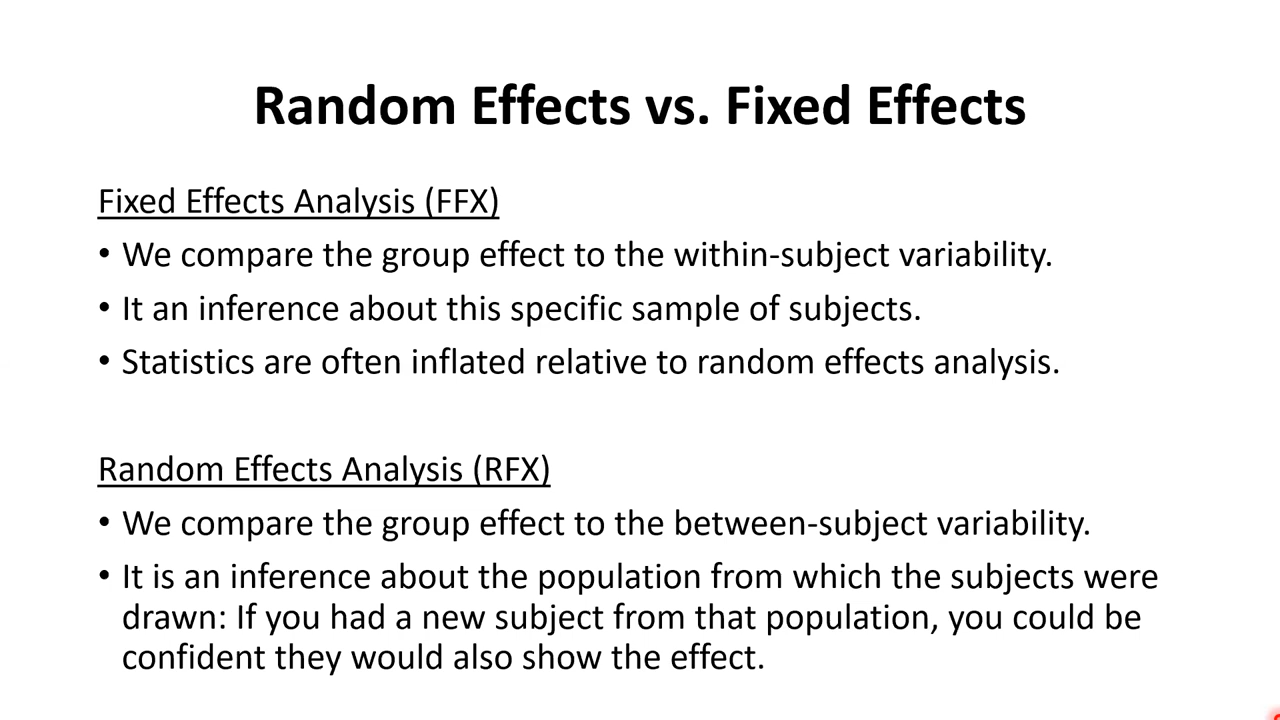 Random Effects vs. Fixed Effects
Fixed Effects Analysis (FFX)
• We compare the group effect to the within-subject variability.
• It an inference about this specific sample of subjects.
• Statistics are often inflated relative to random effects analysis.
Random Effects Analysis (RFX)
• We compare the group effect to the between-subject variability.
• It is an inference about the population from which the subjects were
drawn: If you had a new subject from that population, you could be
confident they would also show the effect.